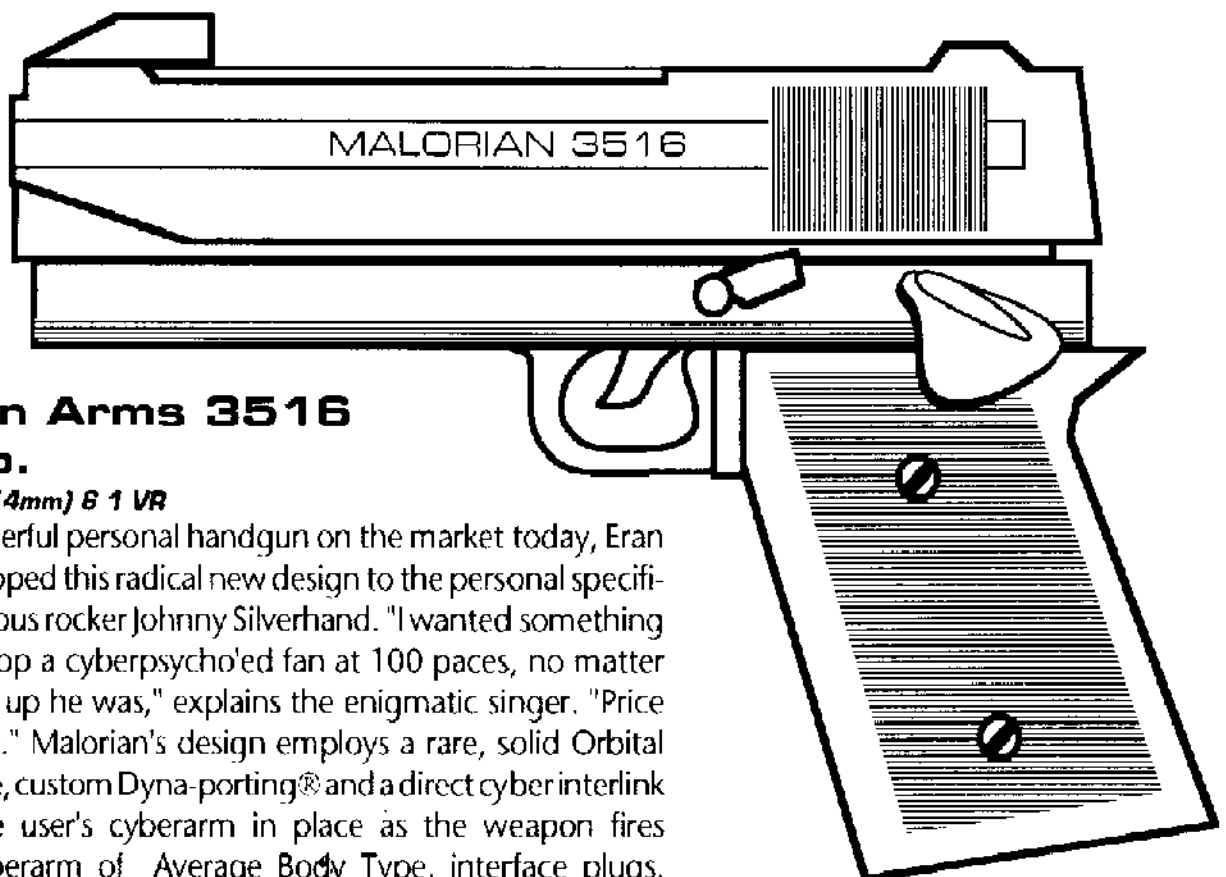 MALORIAN 3516
n Arms 3516
.
4mm) & 1 VR
erful personal handgun on the market today, Eran
pped this radical new design to the personal specifi-
ous rocker Johnny Silverhand. "I wanted something
op a cyberpsycho'ed fan at 100 paces, no matter
up he was," explains the enigmatic singer. "Price
." Malorian's design employs a rare, solid Orbital
e, custom Dyna-porting® and a direct cyber interlink
e user's cyberarm in place as the weapon fires
perarm of Average Body Type, interface plugs,